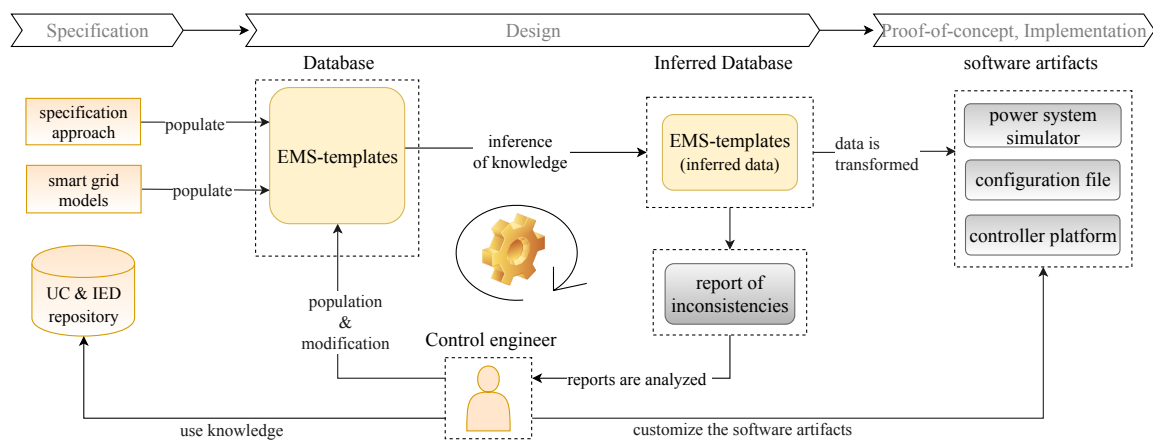 Specification
Design
Proof-of-concept, Implementation
Database
Inferred Database
software artifacts
specification
approach
populate
smart grid
models
populate
EMS-templates
inference
of knowledge
EMS-templates
(inferred data)
data is
transformed
power system
simulator
configuration file
controller platform
UC & IED
repository
population
&
modification
report of
inconsistencies
Control engineer
reports are analyzed
use knowledge
customize the software artifacts